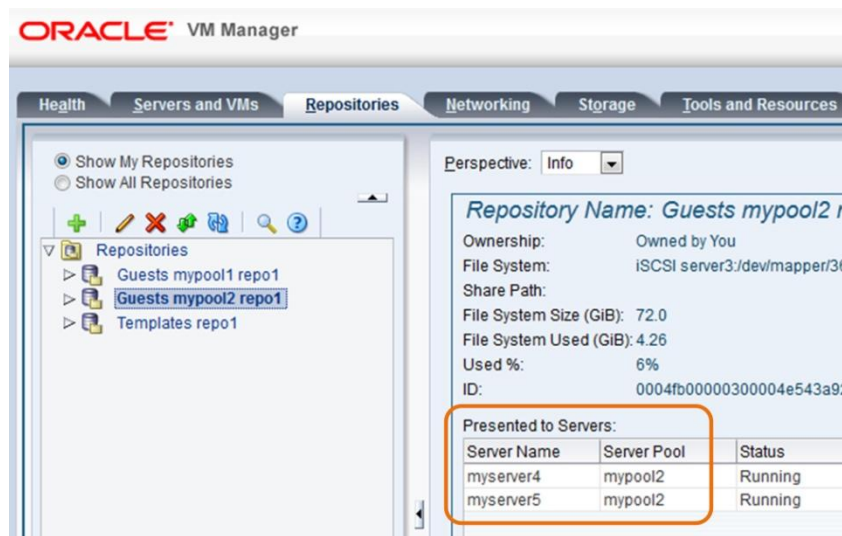 ORACLE VM Manager
Health Servers and VMs Repositories Networking Storage Tools and Resources
Show My Repositories
Show All Repositories
Repositories
Guests mypool1 repo1
Guests mypool2 repo1
Templates repo1
Perspective: Info
Repository Name: Guests mypool2 r
Ownership: Owned by You
File System: iSCSI server3:/dev/mapper/36
Share Path:
File System Size (GiB): 72.0
File System Used (GiB): 4.26
Used %: 6%
ID: 0004fb00000300004e543a92
Presented to Servers:
Server Name Server Pool Status
myserver4 mypool2 Running
myserver5 mypool2 Running